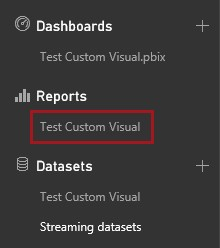 Dashboards
Test Custom Visual.pbix
Reports
Test Custom Visual
Datasets
Test Custom Visual
Streaming datasets